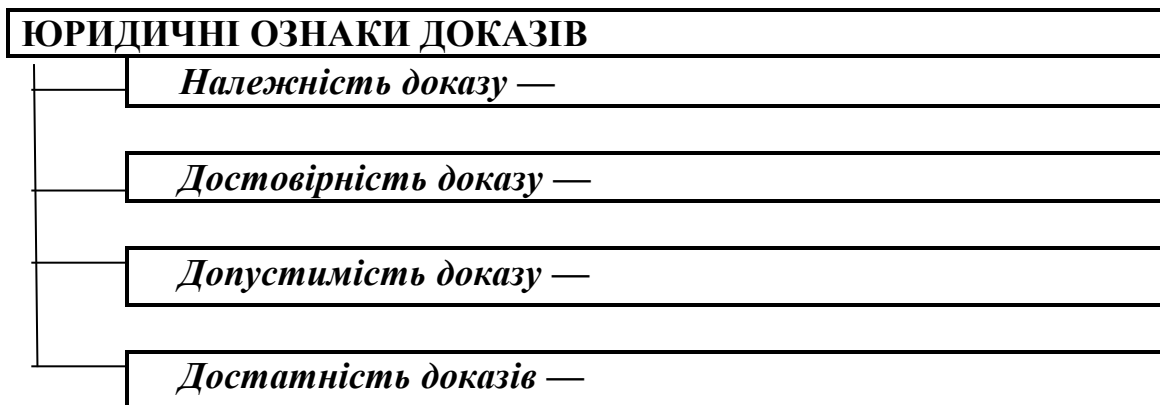 ЮРИДИЧНІ ОЗНАКИ ДОКАЗІВ
Належність доказу —
Достовірність доказу —
Допустимість доказу —
Достатність доказів —